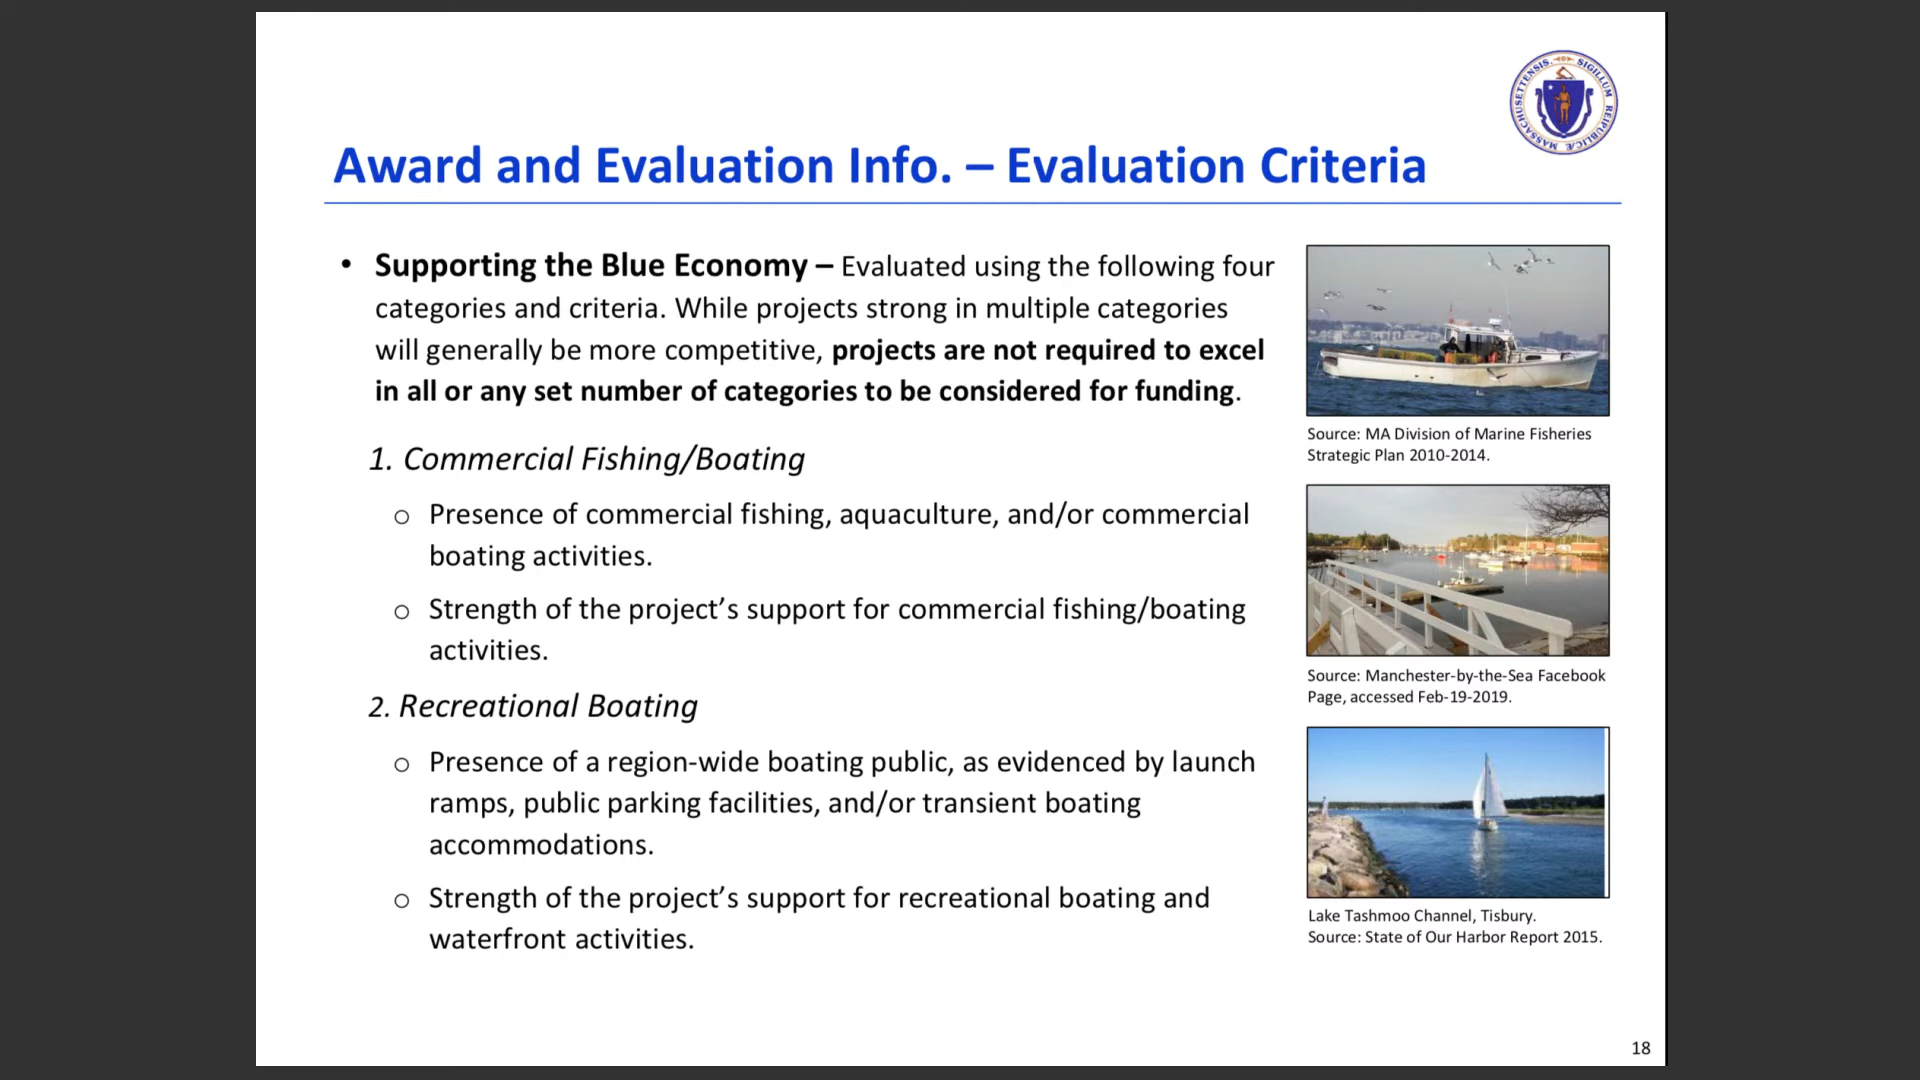 MASSACHUSETTENSIS. SIGILLUM REIPUBLICÆ
Award and Evaluation Info. – Evaluation Criteria
• Supporting the Blue Economy – Evaluated using the following four
categories and criteria. While projects strong in multiple categories
will generally be more competitive, projects are not required to excel
in all or any set number of categories to be considered for funding.
1. Commercial Fishing/Boating
o Presence of commercial fishing, aquaculture, and/or commercial
boating activities.
o Strength of the project’s support for commercial fishing/boating
activities.
2. Recreational Boating
o Presence of a region-wide boating public, as evidenced by launch
ramps, public parking facilities, and/or transient boating
accommodations.
o Strength of the project’s support for recreational boating and
waterfront activities.
Source: MA Division of Marine Fisheries
Strategic Plan 2010-2014.
Source: Manchester-by-the-Sea Facebook
Page, accessed Feb-19-2019.
Lake Tashmoo Channel, Tisbury.
Source: State of Our Harbor Report 2015.
18